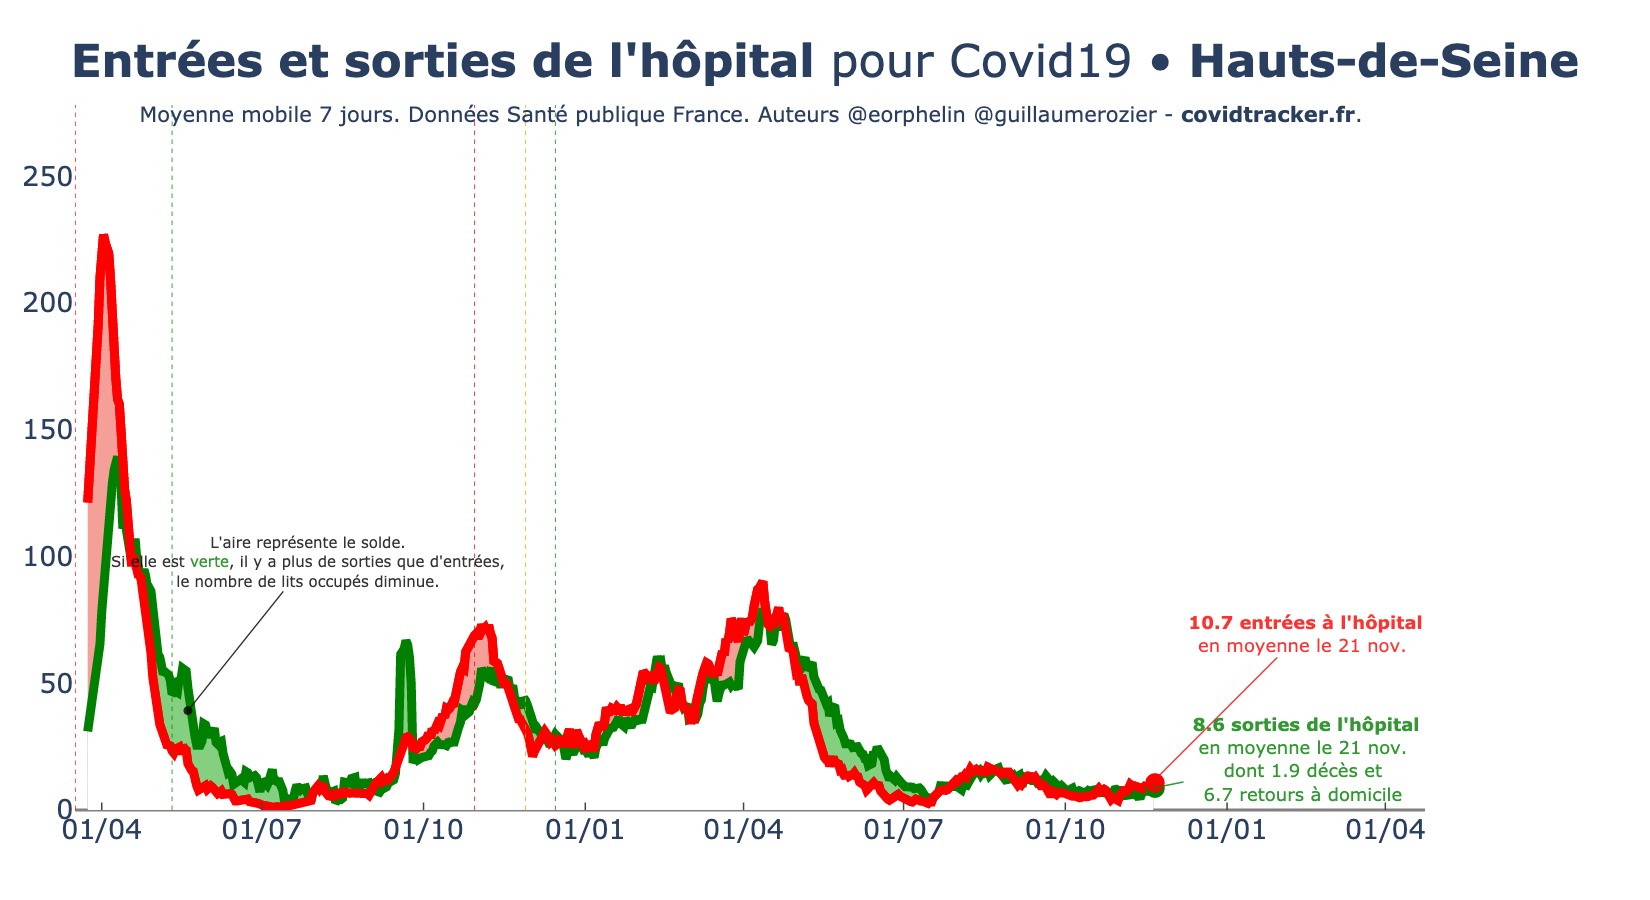 Entrées et sorties de l'hôpital pour Covid19 • Hauts-de-Seine
Moyenne mobile 7 jours. Données Santé publique France. Auteurs @eorphelin @guillaumerozier - covidtracker.fr.
250
200
150
100
50
0
L'aire représente le solde.
Si elle est verte, il y a plus de sorties que d'entrées,
le nombre de lits occupés diminue.
10.7 entrées à l'hôpital
en moyenne le 21 nov.
8.6 sorties de l'hôpital
en moyenne le 21 nov.
dont 1.9 décès et
6.7 retours à domicile
01/04 01/07 01/10 01/01 01/04 01/07 01/10 01/01 01/04